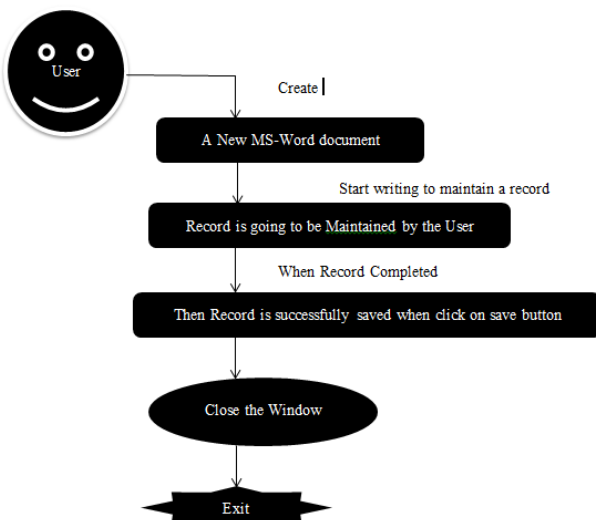 User
Create
A New MS-Word document
Start writing to maintain a record
Record is going to be Maintained by the User
When Record Completed
Then Record is successfully saved when click on save button
Close the Window
Exit